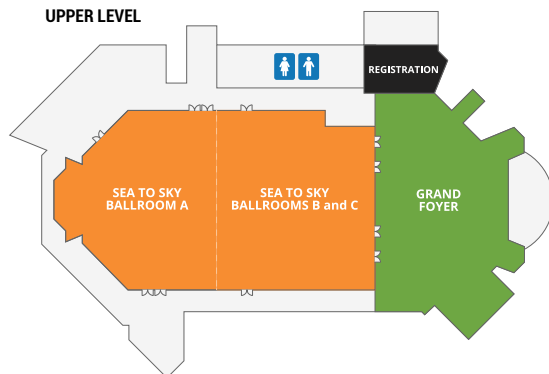 UPPER LEVEL
REGISTRATION
SEA TO SKY
BALLROOM A
SEA TO SKY
BALLROOMS B and C
GRAND
FOYER